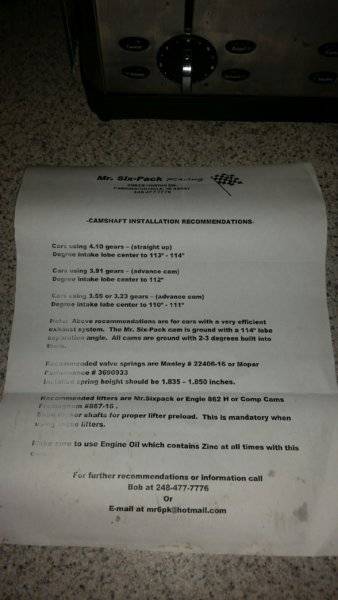 Mr. Six-Pack Racing
248-477-7776
-CAMSHAFT INSTALLATION RECOMMENDATIONS-
Cars using 4.10 gears - (straight up)
Degree intake lobe center to 113° - 114°
Cars using 3.91 gears - (advance cam)
Degree intake lobe center to 112°
Cars using 3.55 or 3.23 gears - (advance cam)
Degree intake lobe center to 110° - 111°
Note: Above recommendations are for cars with a very efficient
exhaust system. The Mr. Six-Pack cam is ground with a 114° lobe
separation angle. All cams are ground with 2-3 degrees built into
them.
Recommended valve springs are Manley # 22406-16 or Mopar
Performance # 3690933
Installed spring height should be 1.835 - 1.850 inches.
Recommended lifters are Mr.Sixpack or Engle 862 H or Comp Cams
#867-16 .
rocker shafts for proper lifter preload. This is mandatory when
using these lifters.
Make sure to use Engine Oil which contains Zinc at all times with this
For further recommendations or information call
Bob at 248-477-7776
Or
E-mail at mr6pk@hotmail.com